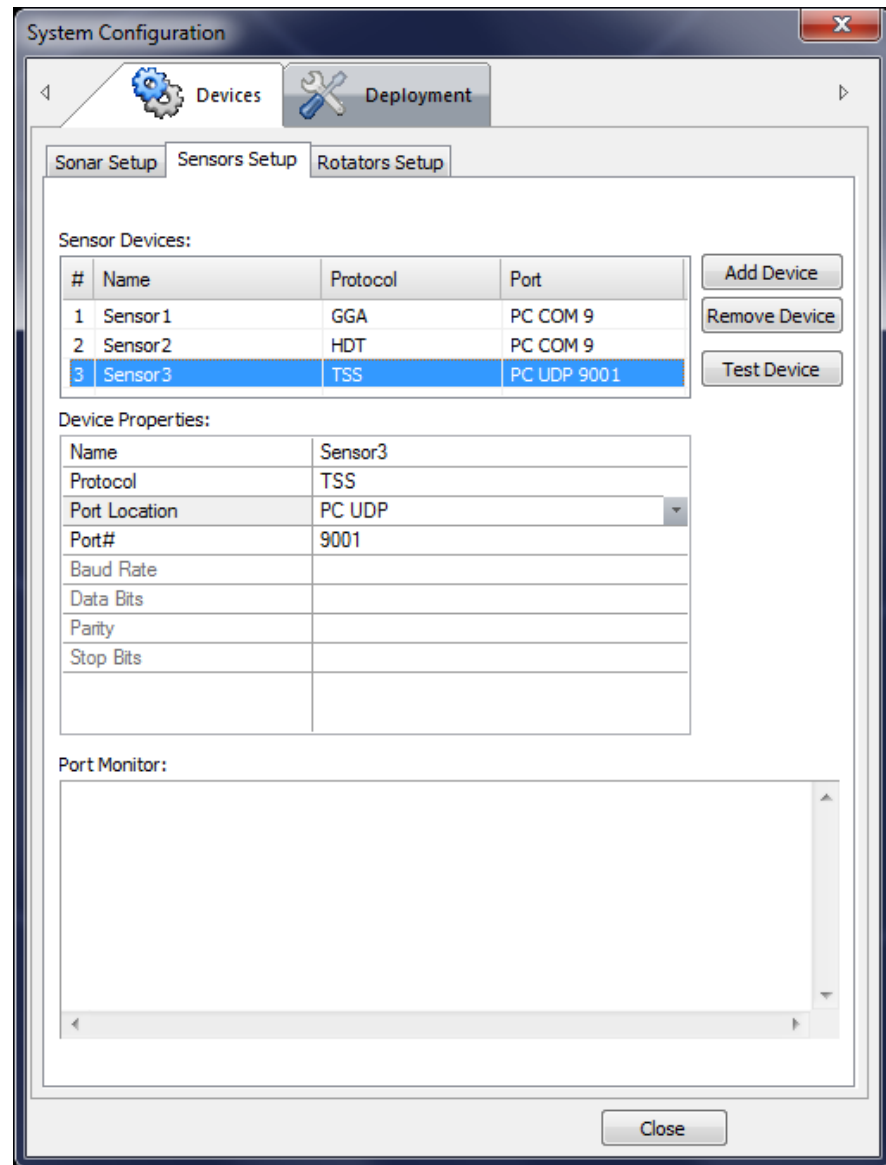 System Configuration
Devices Deployment
Sonar Setup Sensors Setup Rotators Setup
Sensor Devices:
# Name Protocol Port
1 Sensor1 GGA PC COM 9
2 Sensor2 HDT PC COM 9
3 Sensor3 TSS PC UDP 9001
Add Device
Remove Device
Test Device
Device Properties:
Name Sensor3
Protocol TSS
Port Location PC UDP
Port# 9001
Baud Rate
Data Bits
Parity
Stop Bits
Port Monitor:
Close